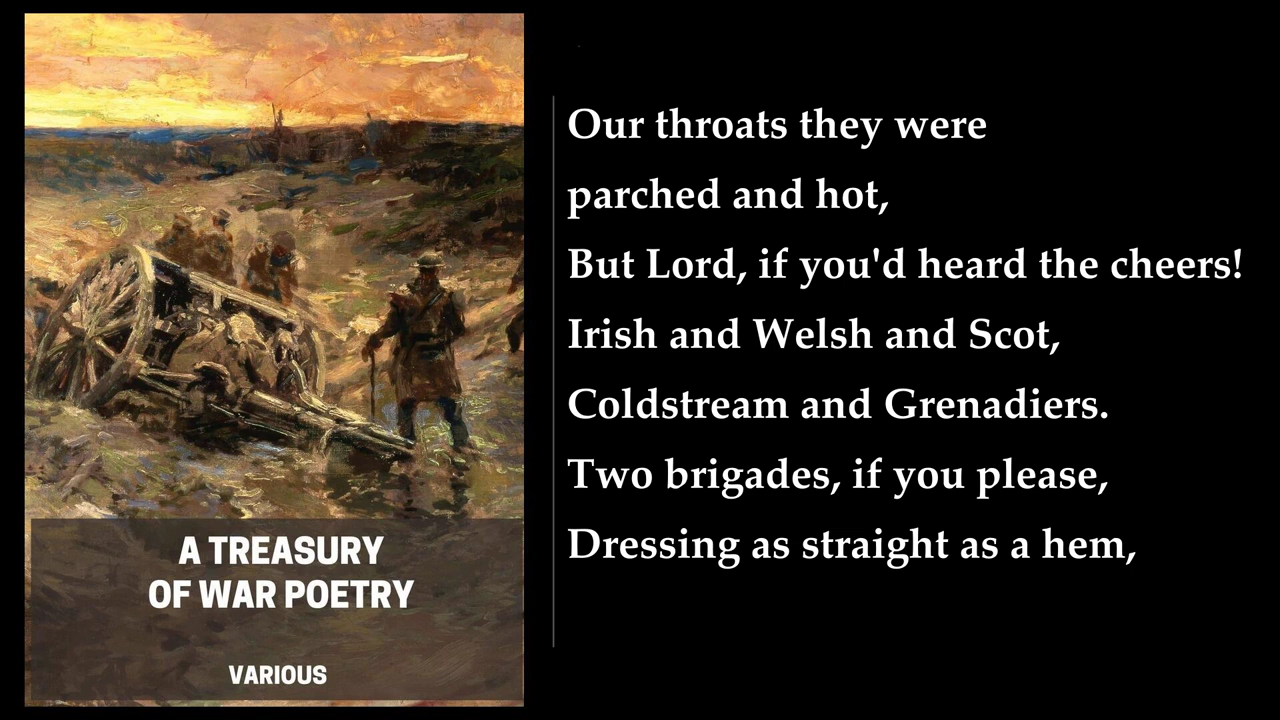 A TREASURY
OF WAR POETRY
VARIOUS
Our throats they were
parched and hot,
But Lord, if you'd heard the cheers!
Irish and Welsh and Scot,
Coldstream and Grenadiers.
Two brigades, if you please,
Dressing as straight as a hem,